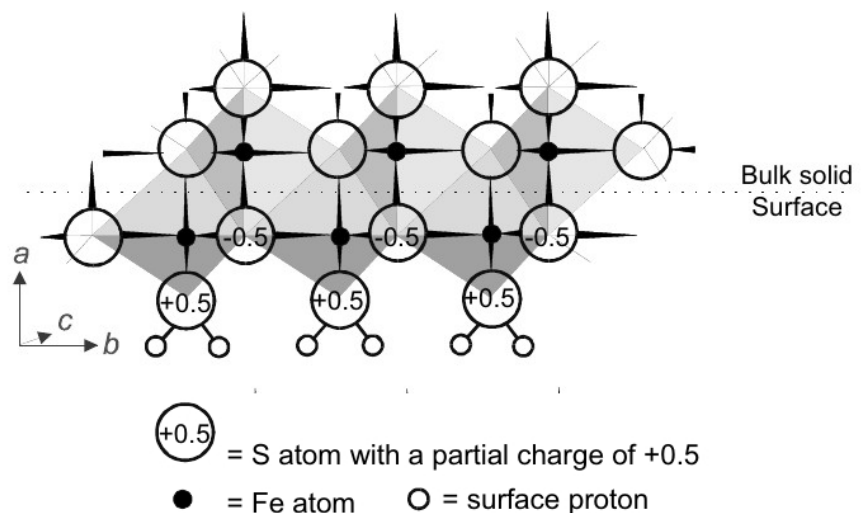 Bulk solid
Surface
-0.5 -0.5 -0.5
a
c
b
+0.5 +0.5 +0.5
+0.5 = S atom with a partial charge of +0.5
= Fe atom = surface proton